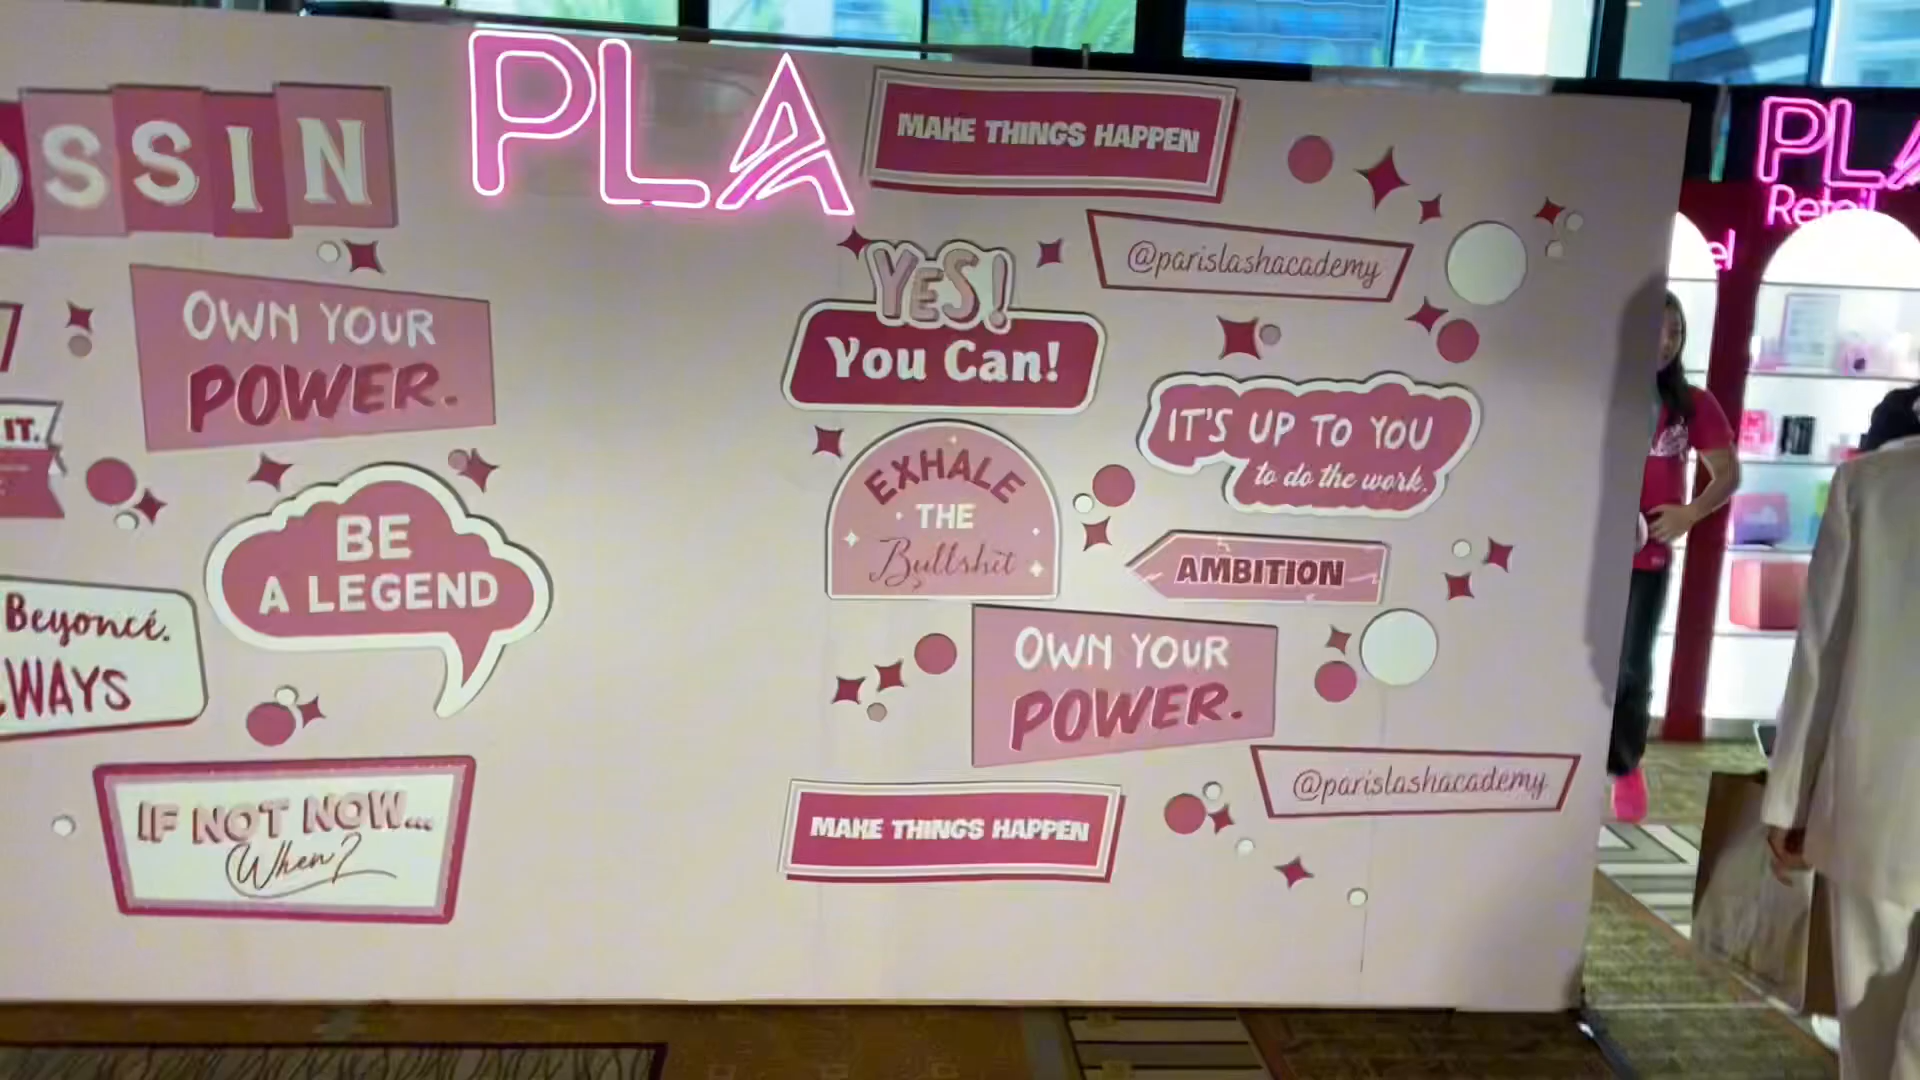 OSSIN
PLA
MAKE THINGS HAPPEN
@parislashacademy
YES!
You Can!
OWN YOUR
POWER.
IT'S UP TO YOU
to do the work.
IT.
EXHALE
THE
Bullshit
BE
A LEGEND
AMBITION
Beyoncé.
WAYS
OWN YOUR
POWER.
@parislashacademy
IF NOT NOW...
When?
MAKE THINGS HAPPEN
PLA
Retail
el